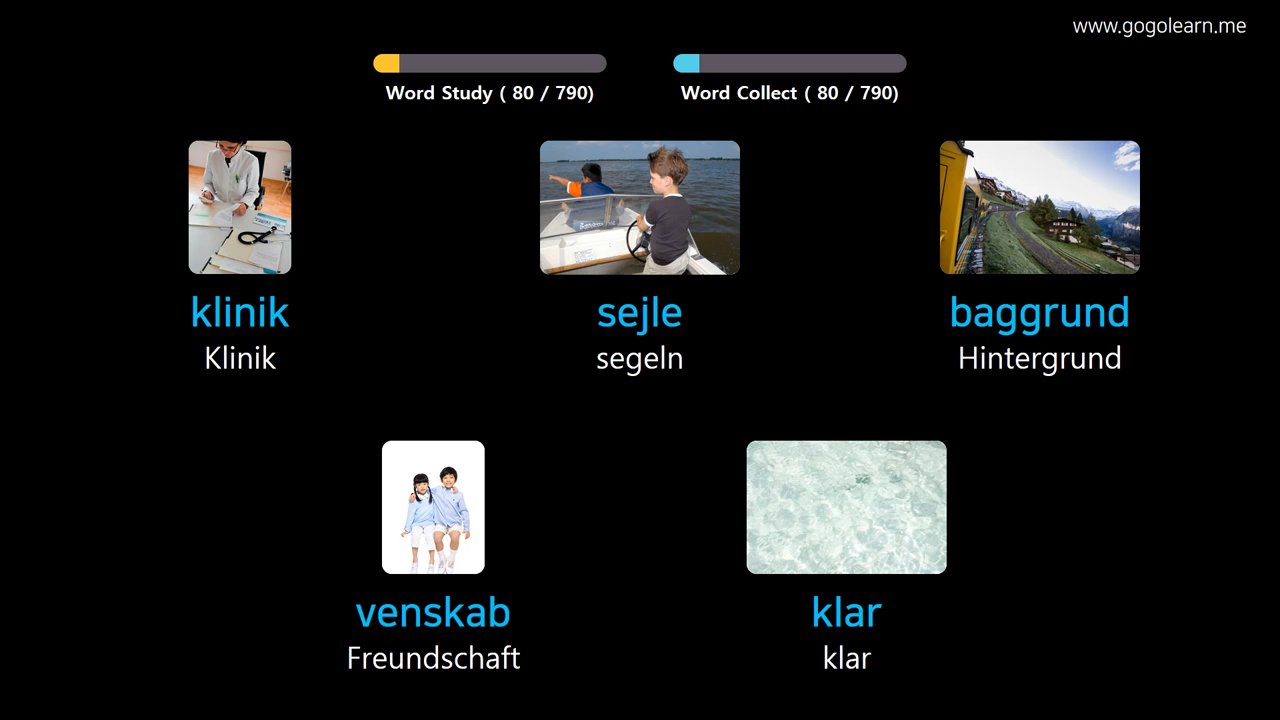 www.gogolearn.me
Word Study ( 80 / 790)
Word Collect ( 80 / 790)
klinik
Klinik
sejle
segeln
baggrund
Hintergrund
venskab
Freundschaft
klar
klar